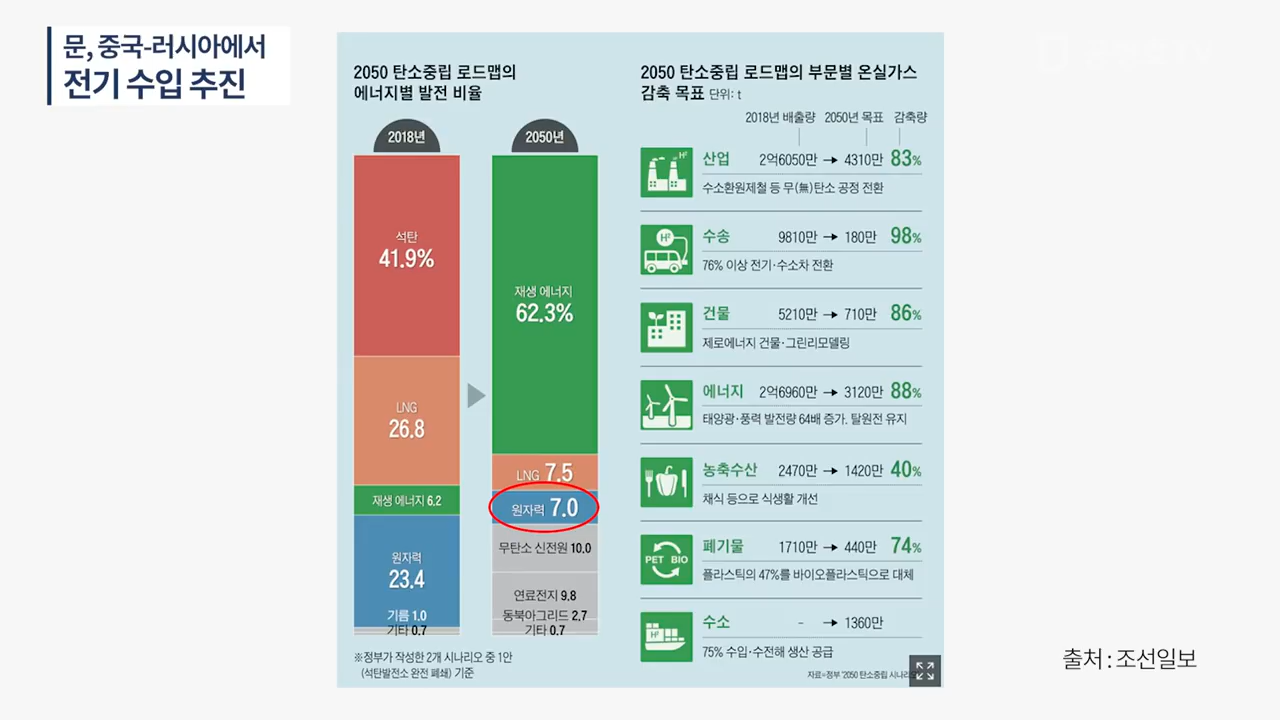 문, 중국-러시아에서
전기 수입 추진
2050 탄소중립 로드맵의
에너지별 발전 비율
2018년
2050년
석탄
41.9%
LNG
26.8
재생 에너지 6.2
원자력
23.4
기름 1.0
기타 0.7
재생 에너지
62.3%
LNG 7.5
원자력 7.0
무탄소 신전원 10.0
연료전지 9.8
동북아그리드 2.7
기타 0.7
※정부가 작성한 2개 시나리오 중 1안
(석탄발전소 완전 폐쇄) 기준
2050 탄소중립 로드맵의 부문별 온실가스
감축 목표 단위: t
2018년 배출량 2050년 목표 감축량
H²
산업 2억6050만 → 4310만 83%
수소환원제철 등 무(無)탄소 공정 전환
H²
수송 9810만 → 180만 98%
76% 이상 전기·수소차 전환
건물 5210만 → 710만 86%
제로에너지 건물·그린리모델링
에너지 2억6960만 → 3120만 88%
태양광·풍력 발전량 64배 증가. 탈원전 유지
농축수산 2470만 → 1420만 40%
채식 등으로 식생활 개선
PET BIO
폐기물 1710만 → 440만 74%
플라스틱의 47%를 바이오플라스틱으로 대체
H²
수소 - → 1360만
75% 수입·수전해 생산 공급
자료=정부 '2050 탄소중립 시나리오
출처 : 조선일보